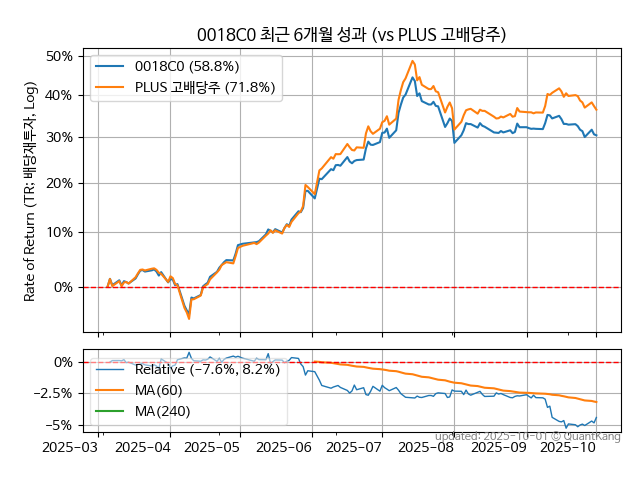 0018C0 최근 6개월 성과 (vs PLUS 고배당주)
Rate of Return (TR: 배당재투자, Log)
50%
40%
30%
20%
10%
0%
0018C0 (58.8%)
PLUS 고배당주 (71.8%)
0%
−2.5%
−5%
Relative (−7.6%, 8.2%)
MA(60)
MA(240)
updated: 2025-10-01 © QuantKang
2025-03 2025-04 2025-05 2025-06 2025-07 2025-08 2025-09 2025-10